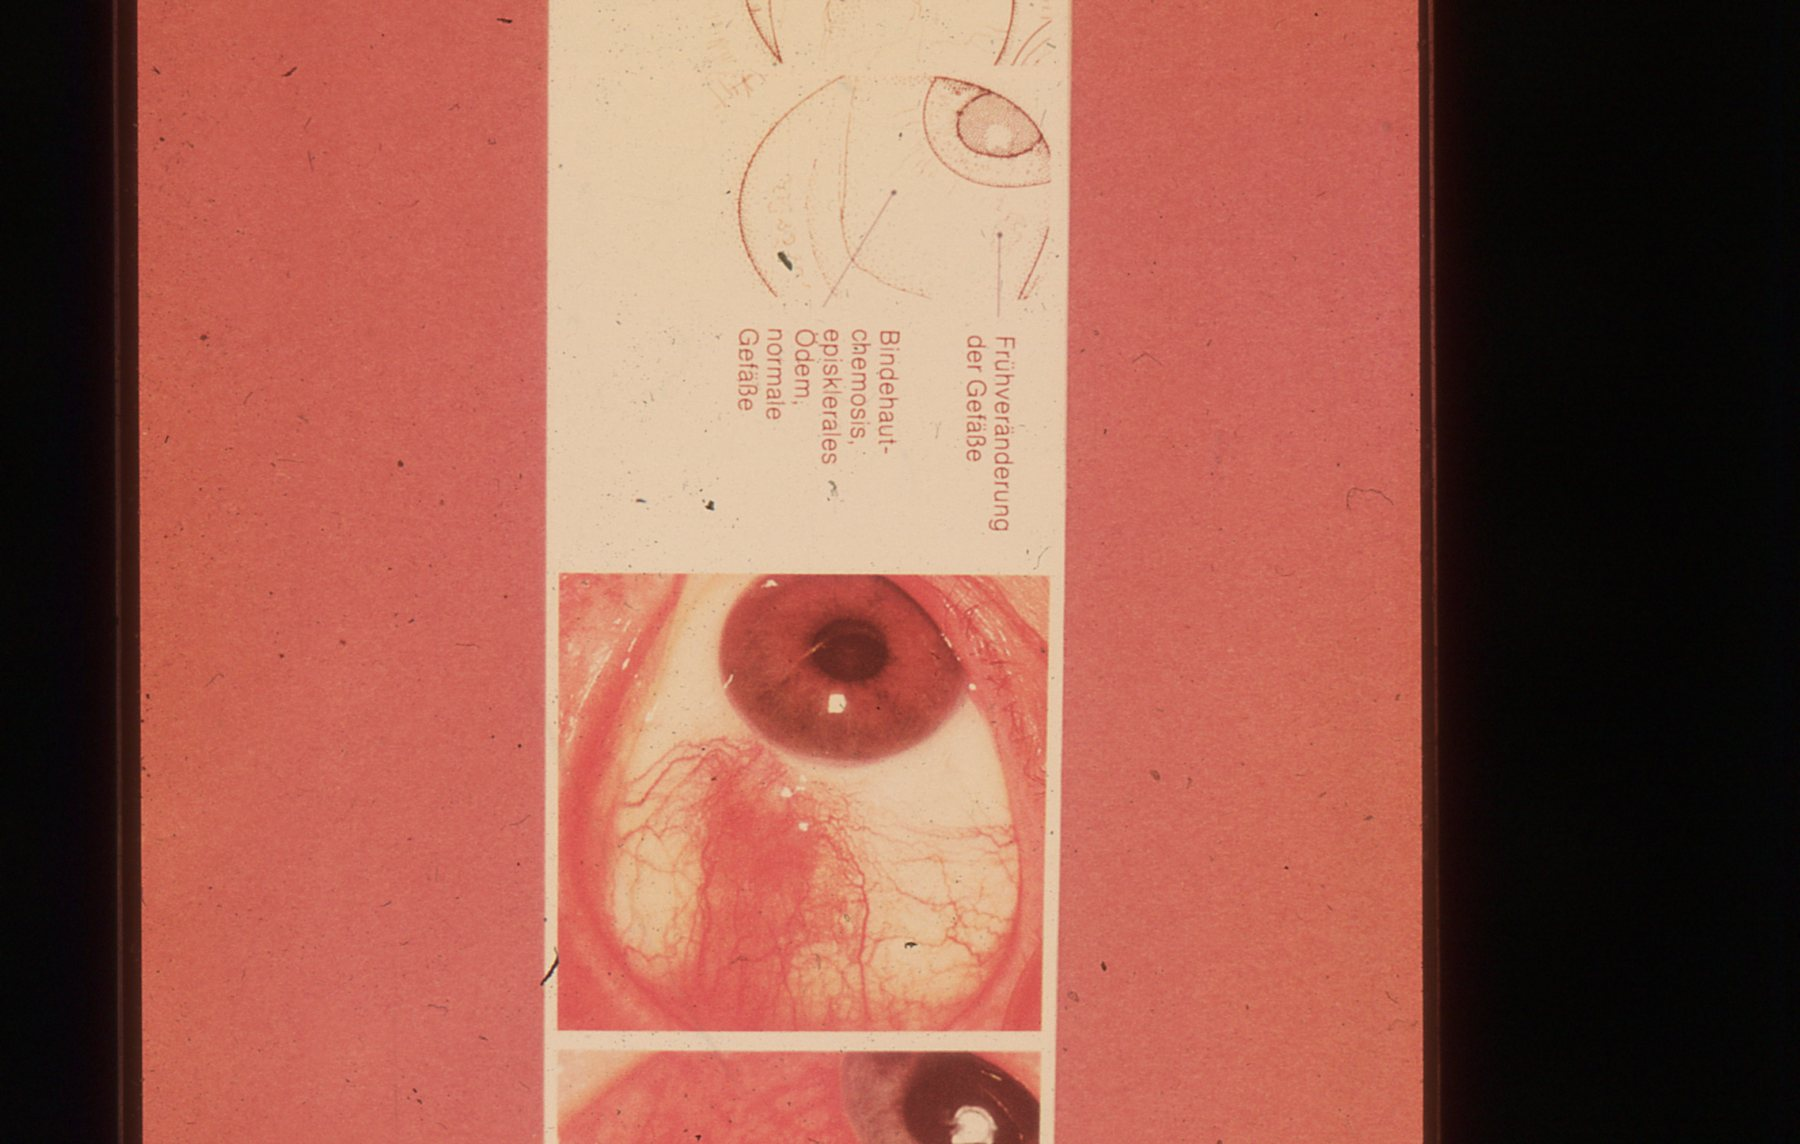 Frühveränderung
der Gefäße
Bindehaut-
chemosis,
episklerales
Ödem,
normale
Gefäße